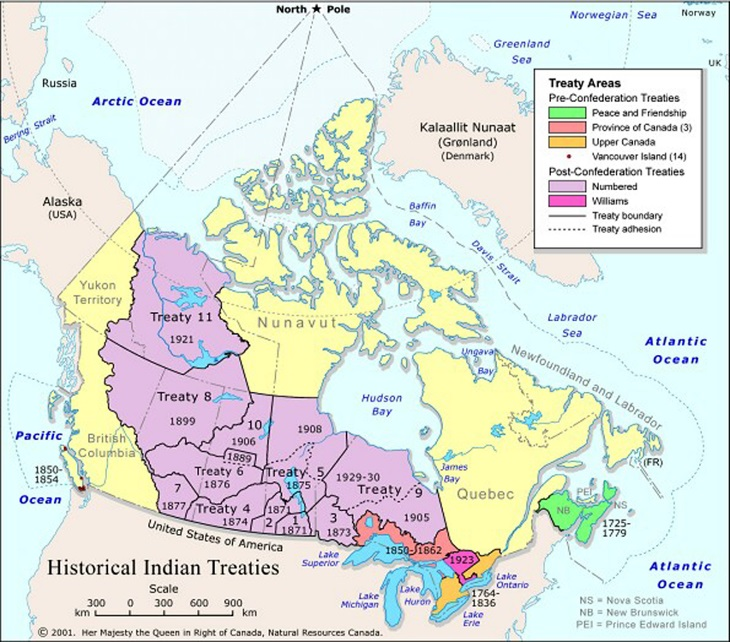 North ★ Pole
Norwegian Sea
Norway
Greenland
Sea
UK
Russia
Arctic Ocean
Bering Strait
Kalaallit Nunaat
(Grønland)
(Denmark)
Alaska
(USA)
Baffin
Bay
Davis Strait
Treaty Areas
Pre-Confederation Treaties
Peace and Friendship
Province of Canada (3)
Upper Canada
Vancouver Island (14)
Post-Confederation Treaties
Numbered
Williams
Treaty boundary
Treaty adhesion
Yukon
Territory
Treaty 11
1921
Nunavut
Labrador
Sea
Atlantic
Ocean
Ungava
Bay
Newfoundland and Labrador
Hudson
Bay
Treaty 8
1899
10
1906
1908
1889
Pacific
Ocean
British
Columbia
1850-
1854
Treaty 6
1876
Treaty 5
1875
1929-30
Treaty 9
1905
James
Bay
Quebec
(FR)
7
1877
Treaty 4
1874
1871
2
1
1871
3
1873
PEI
NB
NS
1725-
1779
United States of America
1850-1862
1923
Lake
Superior
Lake
Michigan
Lake
Huron
Lake
Ontario
1764-
1836
Lake
Erie
Atlantic
Ocean
Historical Indian Treaties
Scale
300 0 300 600 900
km km
NS = Nova Scotia
NB = New Brunswick
PEI = Prince Edward Island
© 2001. Her Majesty the Queen in Right of Canada, Natural Resources Canada.